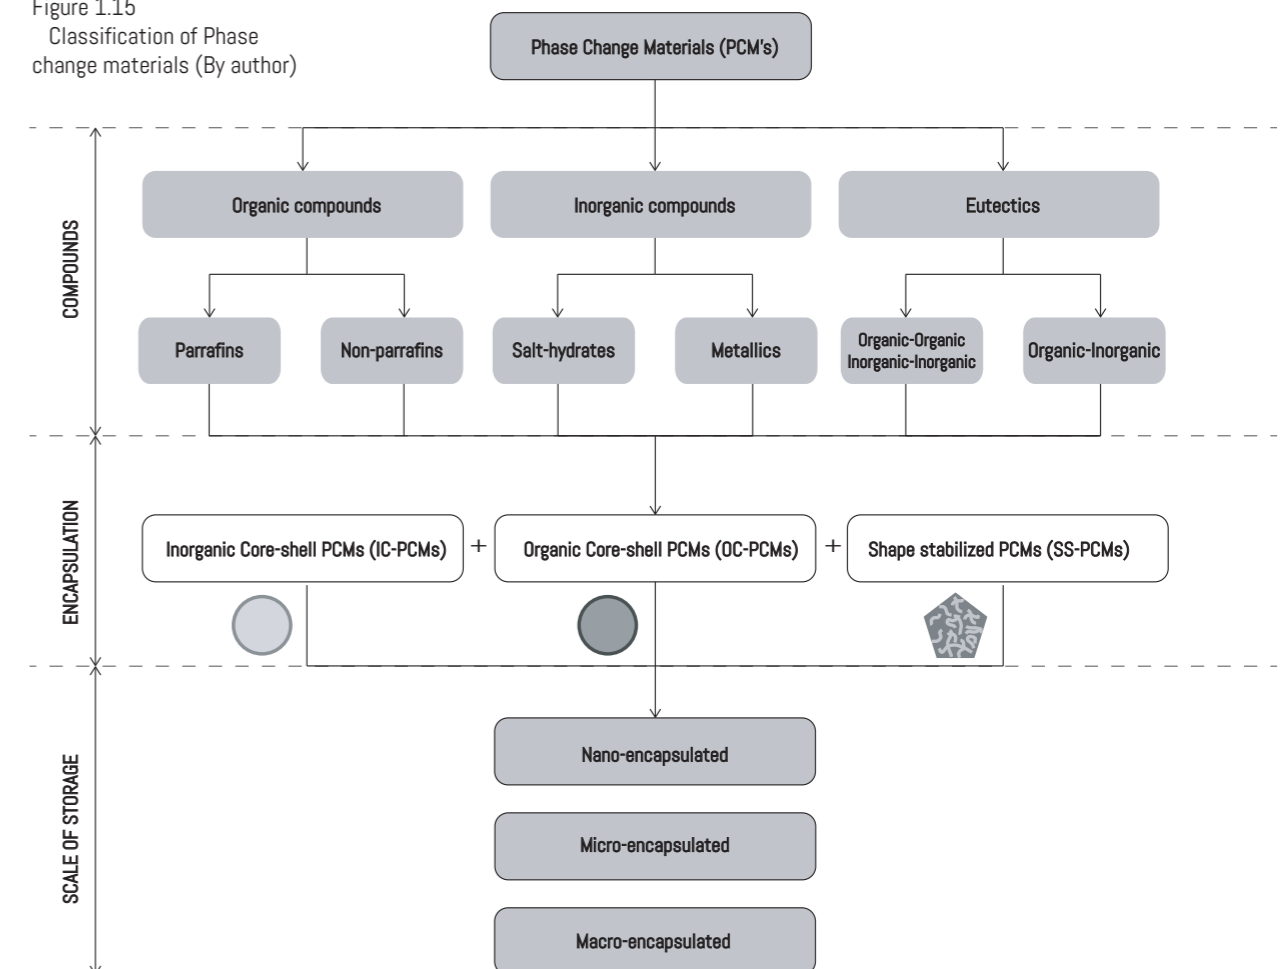 Figure 1.15
Classification of Phase
change materials (By author)
Phase Change Materials (PCM's)
COMPOUNDS
Organic compounds
Inorganic compounds
Eutectics
Parrafins
Non-parrafins
Salt-hydrates
Metallics
Organic-Organic
Inorganic-Inorganic
Organic-Inorganic
ENCAPSULATION
Inorganic Core-shell PCMs (IC-PCMs)
+
Organic Core-shell PCMs (OC-PCMs)
+
Shape stabilized PCMs (SS-PCMs)
SCALE OF STORAGE
Nano-encapsulated
Micro-encapsulated
Macro-encapsulated